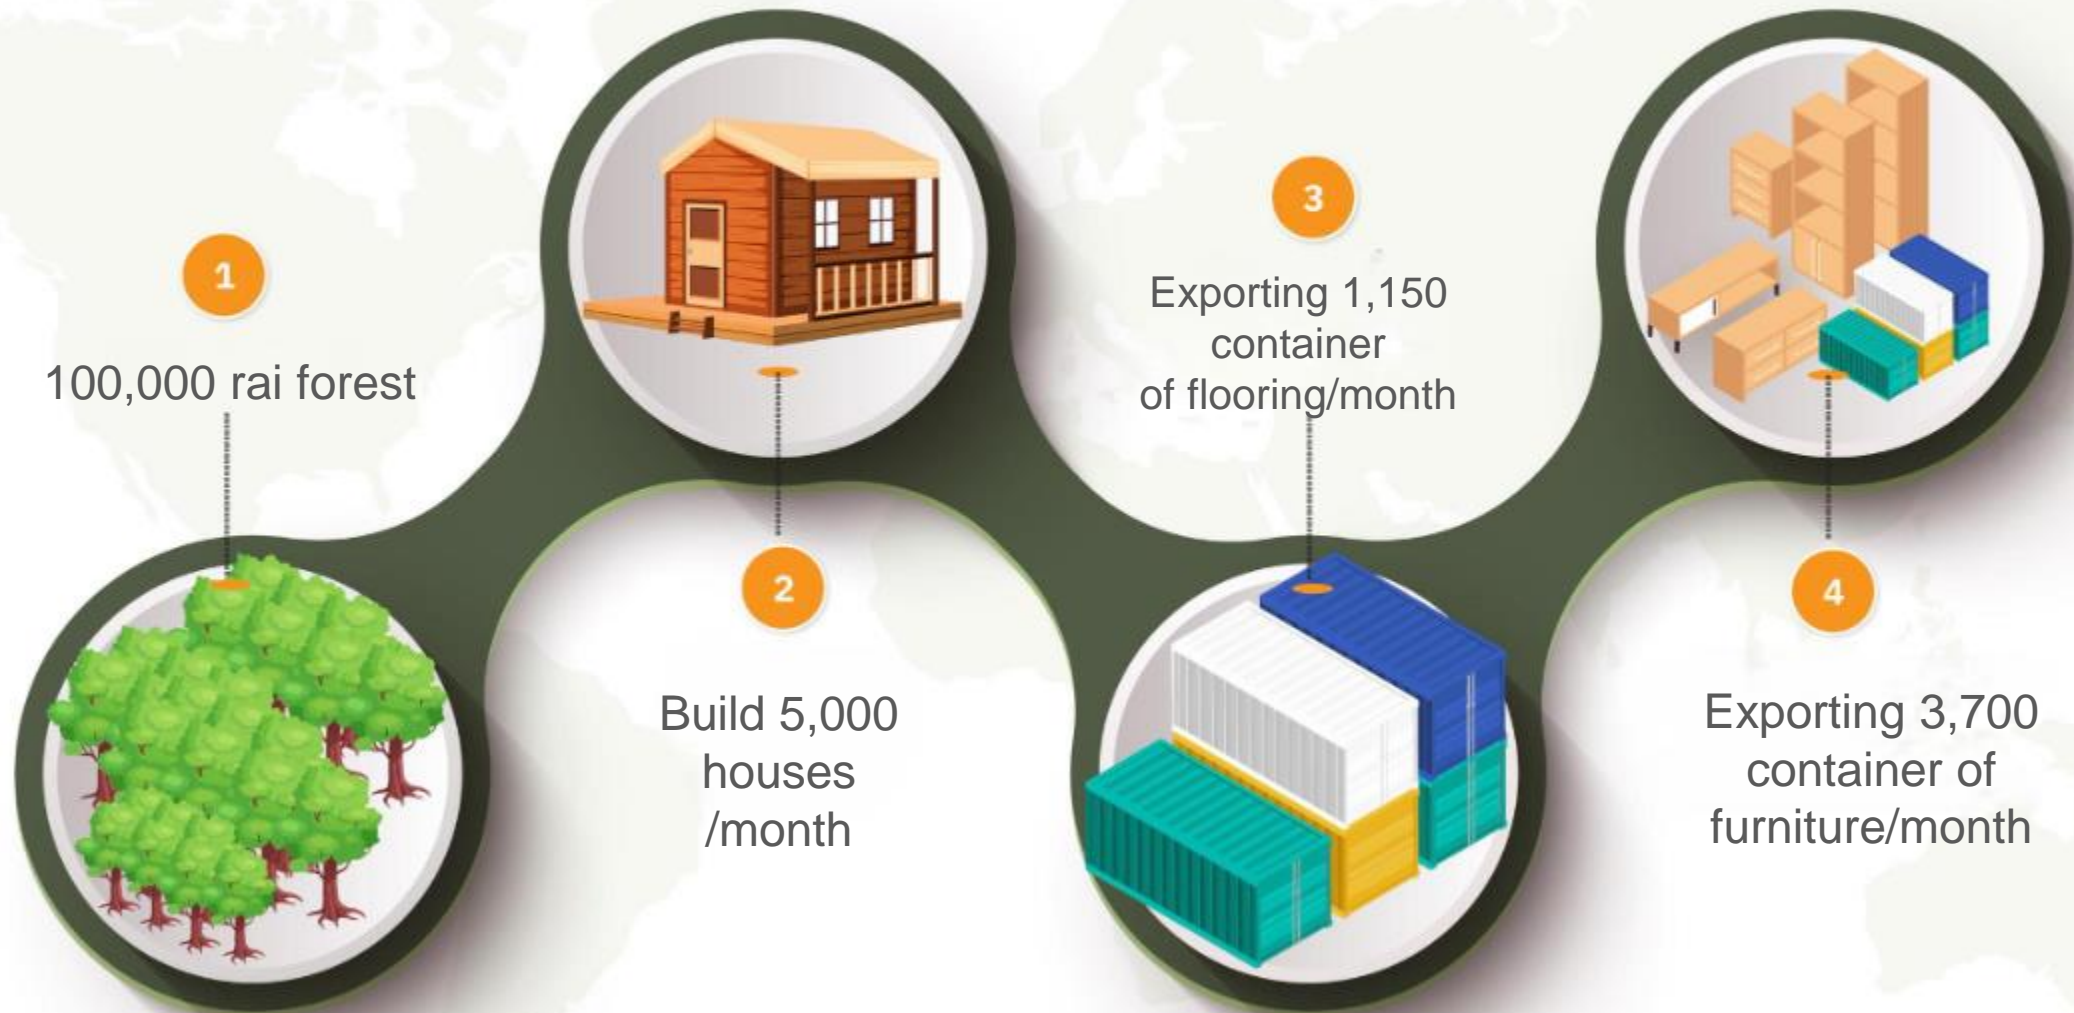 1
100,000 rai forest
2
Build 5,000
houses
/month
3
Exporting 1,150
container
of flooring/month
4
Exporting 3,700
container of
furniture/month